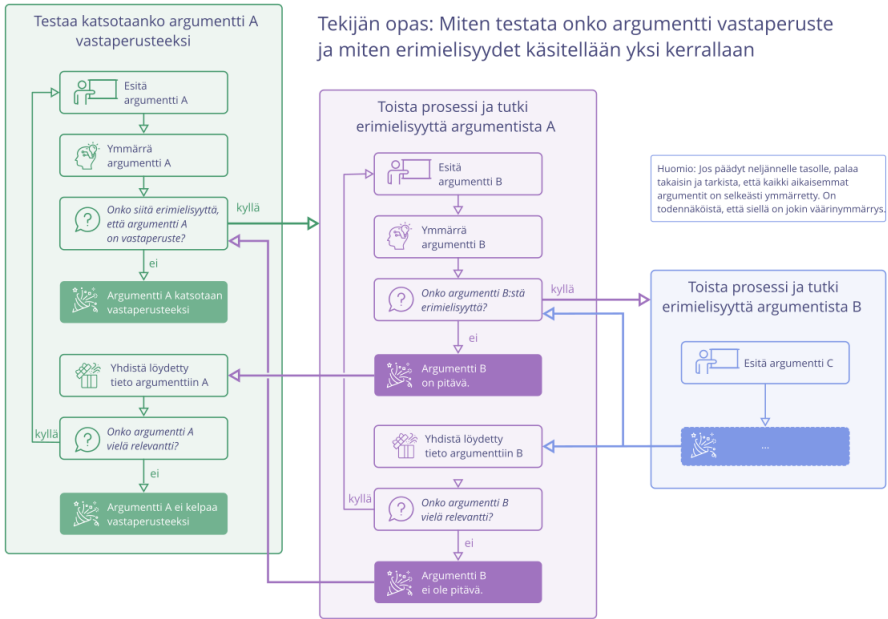 Tekijän opas: Miten testata onko argumentti vastaperuste
ja miten erimielisyydet käsitellään yksi kerrallaan
Testaa katsotaanko argumentti A
vastaperusteeksi
Esitä
argumentti A
Ymmärrä
argumentti A
Onko siitä erimielisyyttä,
että argumentti A
on vastaperuste?
kyllä
ei
Argumentti A katsotaan
vastaperusteeksi
Yhdistä löydetty
tieto argumenttiin A
Onko argumentti A
vielä relevantti?
kyllä
ei
Argumentti A ei kelpaa
vastaperusteeksi
Toista prosessi ja tutki
erimielisyyttä argumentista A
Esitä
argumentti B
Ymmärrä
argumentti B
Onko argumentti B:stä
erimielisyyttä?
kyllä
ei
Argumentti B
on pitävä.
Yhdistä löydetty
tieto argumenttiin B
Onko argumentti B
vielä relevantti?
kyllä
ei
Argumentti B
ei ole pitävä.
Huomio: Jos päädyt neljännelle tasolle, palaa
takaisin ja tarkista, että kaikki aikaisemmat
argumentit on selkeästi ymmärretty. On
todennäköistä, että siellä on jokin väärinymmärrys.
Toista prosessi ja tutki
erimielisyyttä argumentista B
Esitä argumentti C
...